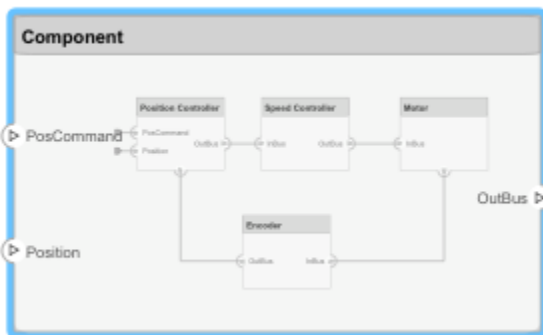 Component
Position Controller
Speed Controller
Motor
PosCommand
PosCommand
OutBus
InBus
OutBus
InBus
Position
OutBus
Encoder
Position
OutBus
InBus